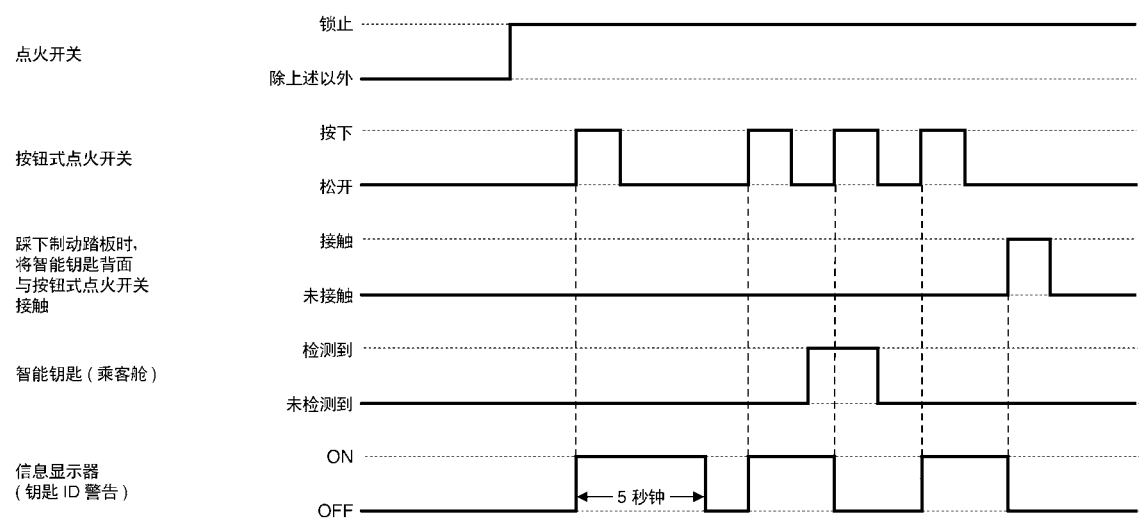 锁止
点火开关
除上述以外
按下
按钮式点火开关
松开
踩下制动踏板时,
将智能钥匙背面
与按钮式点火开关
接触
接触
未接触
检测到
智能钥匙 ( 乘客舱 )
未检测到
ON
信息显示器
( 钥匙 ID 警告 )
5 秒钟
OFF